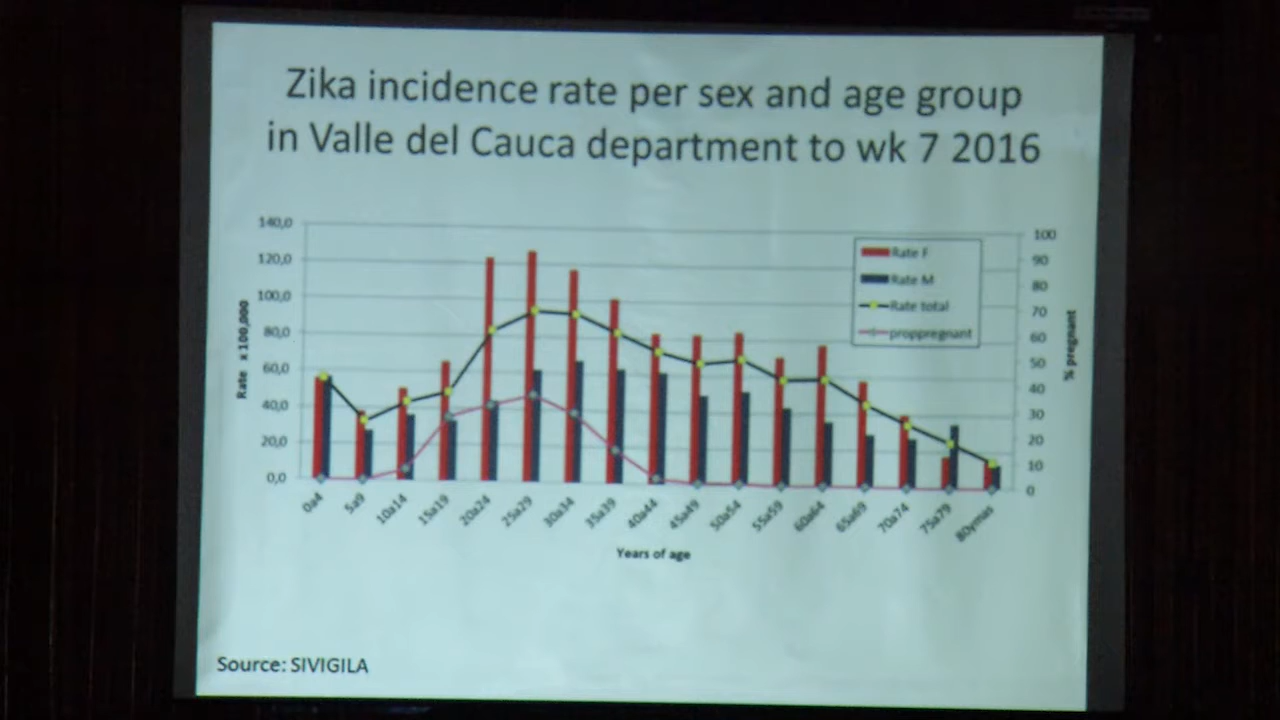 Zika incidence rate per sex and age group
in Valle del Cauca department to wk 7 2016
140,0
120,0
100,0
80,0
60,0
40,0
20,0
0,0
Rate x 100,000
100
90
80
70
60
50
40
30
20
10
0
% pregnant
Rate F
Rate M
Rate total
proppregnant
0a4
5a9
10a14
15a19
20a24
25a29
30a34
35a39
40a44
45a49
50a54
55a59
60a64
65a69
70a74
75a79
80ymas
Years of age
Source: SIVIGILA